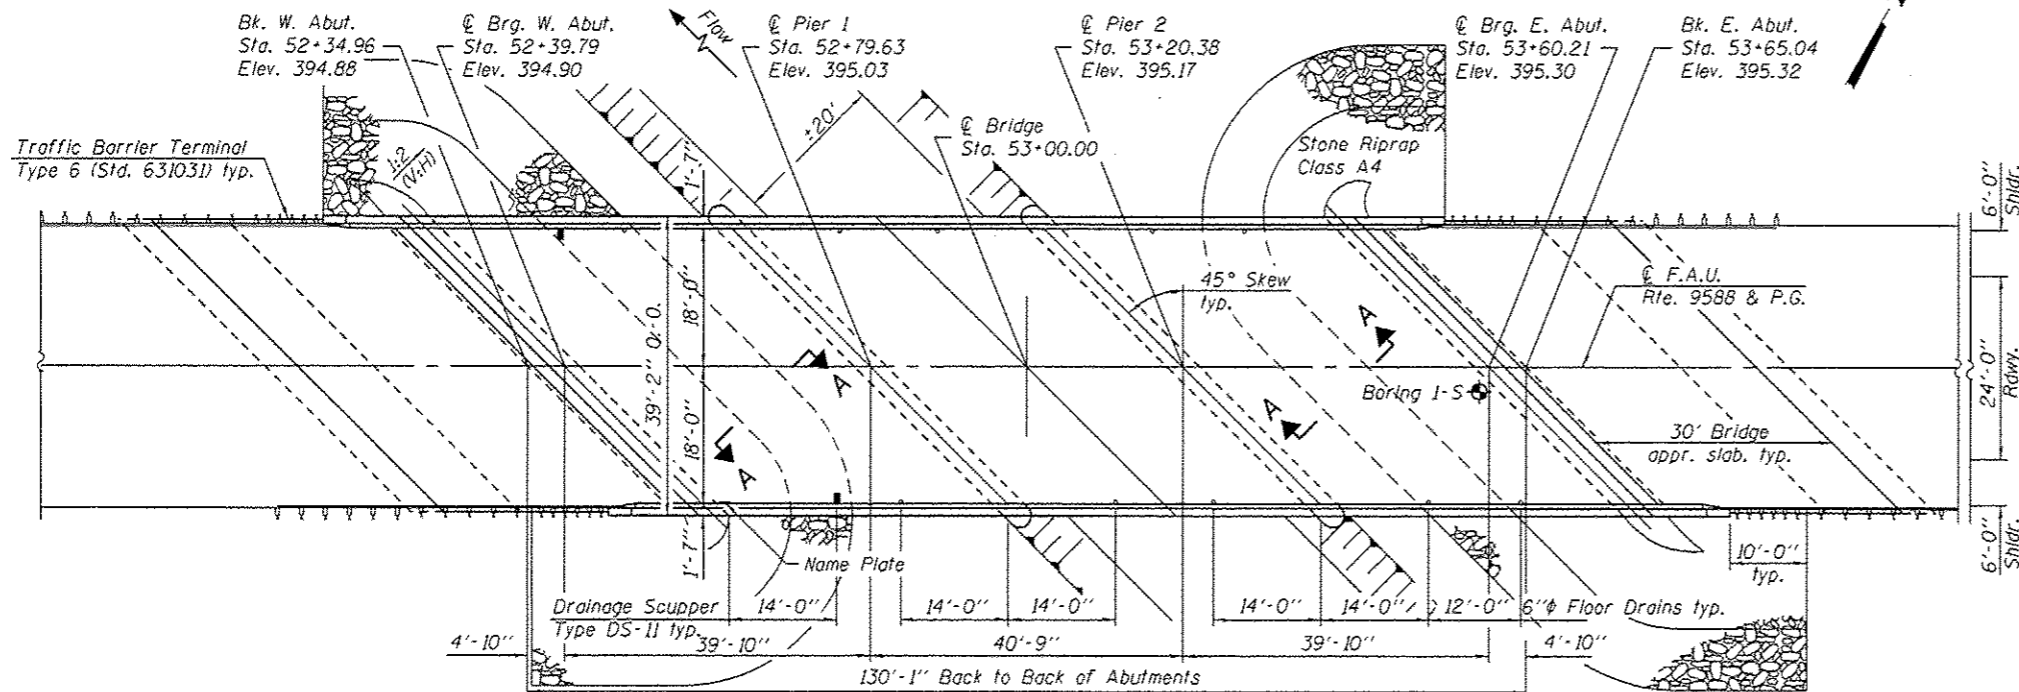 Bk. W. Abut.
Sta. 52+34.96
Elev. 394.88
℄ Brg. W. Abut.
Sta. 52+39.79
Elev. 394.90
Flow
℄ Pier 1
Sta. 52+79.63
Elev. 395.03
℄ Pier 2
Sta. 53+20.38
Elev. 395.17
℄ Brg. E. Abut.
Sta. 53+60.21
Elev. 395.30
Bk. E. Abut.
Sta. 53+65.04
Elev. 395.32
±20'
℄ Bridge
Sta. 53+00.00
Stone Riprap
Class A4
Traffic Barrier Terminal
Type 6 (Std. 631031) typ.
1:2
(V:H)
1'-7"
6'-0"
Shldr.
45° Skew
typ.
℄ F.A.U.
Rte. 9588 & P.G.
39'-2" O.-O.
18'-0"
18'-0"
A
A
A
A
Boring 1-S
24'-0"
Rdwy.
30' Bridge
appr. slab. typ.
1'-7"
Name Plate
10'-0"
typ.
6'-0"
Shldr.
Drainage Scupper
Type DS-11 typ.
14'-0"
14'-0"
14'-0"
14'-0"
14'-0"
12'-0"
6"ϕ Floor Drains typ.
4'-10"
39'-10"
40'-9"
39'-10"
4'-10"
130'-1" Back to Back of Abutments